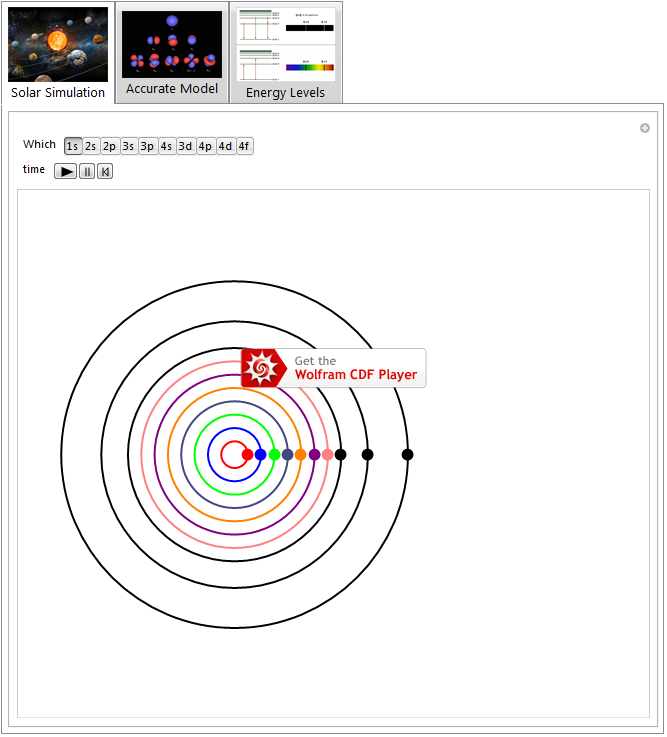 Solar Simulation
Accurate Model
Energy Levels
Which 1s 2s 2p 3s 3p 4s 3d 4p 4d 4f
time
Get the
Wolfram CDF Player